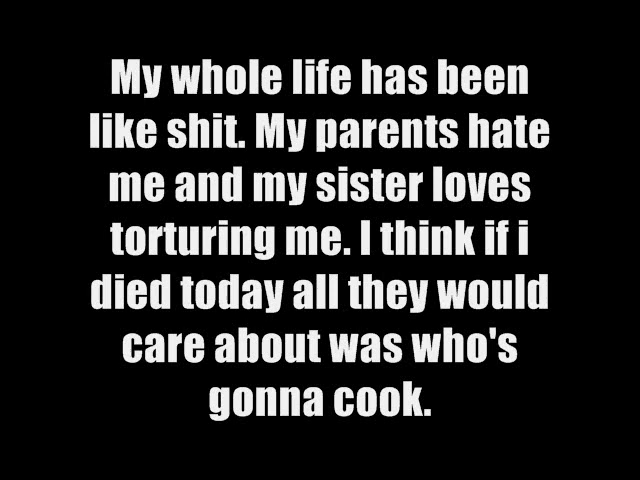 My whole life has been
like shit. My parents hate
me and my sister loves
torturing me. I think if i
died today all they would
care about was who's
gonna cook.